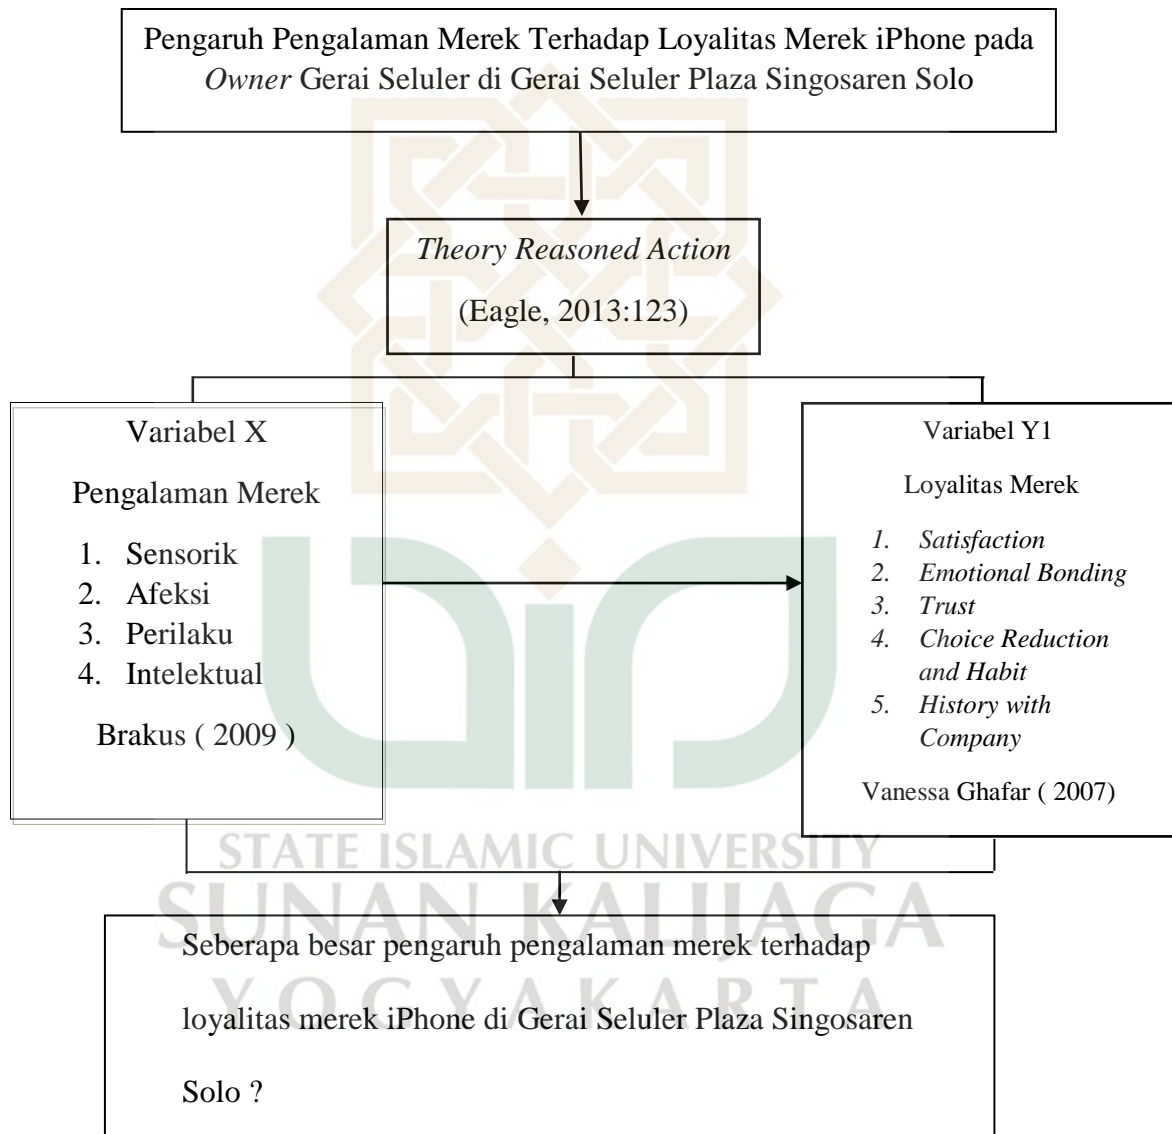 Pengaruh Pengalaman Merek Terhadap Loyalitas Merek iPhone pada
Owner Gerai Seluler di Gerai Seluler Plaza Singosaren Solo
Theory Reasoned Action
(Eagle, 2013:123)
Variabel X
Pengalaman Merek
1. Sensorik
2. Afeksi
3. Perilaku
4. Intelektual
Brakus ( 2009 )
Variabel Y1
Loyalitas Merek
1. Satisfaction
2. Emotional Bonding
3. Trust
4. Choice Reduction
and Habit
5. History with
Company
Vanessa Ghafar ( 2007)
STATE ISLAMIC UNIVERSITY
SUNAN KALIJAGA
YOGYAKARTA
Seberapa besar pengaruh pengalaman merek terhadap
loyalitas merek iPhone di Gerai Seluler Plaza Singosaren
Solo ?